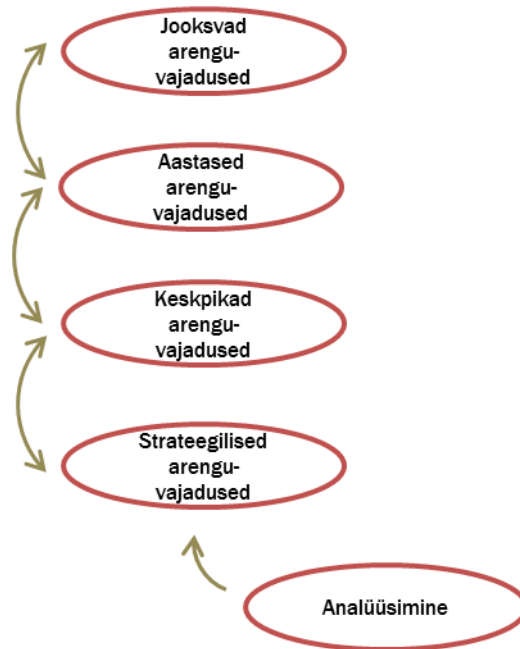 Jooksvad
arengu-
vajadused
Aastased
arengu-
vajadused
Keskpikad
arengu-
vajadused
Strateegilised
arengu-
vajadused
Analüüsimine